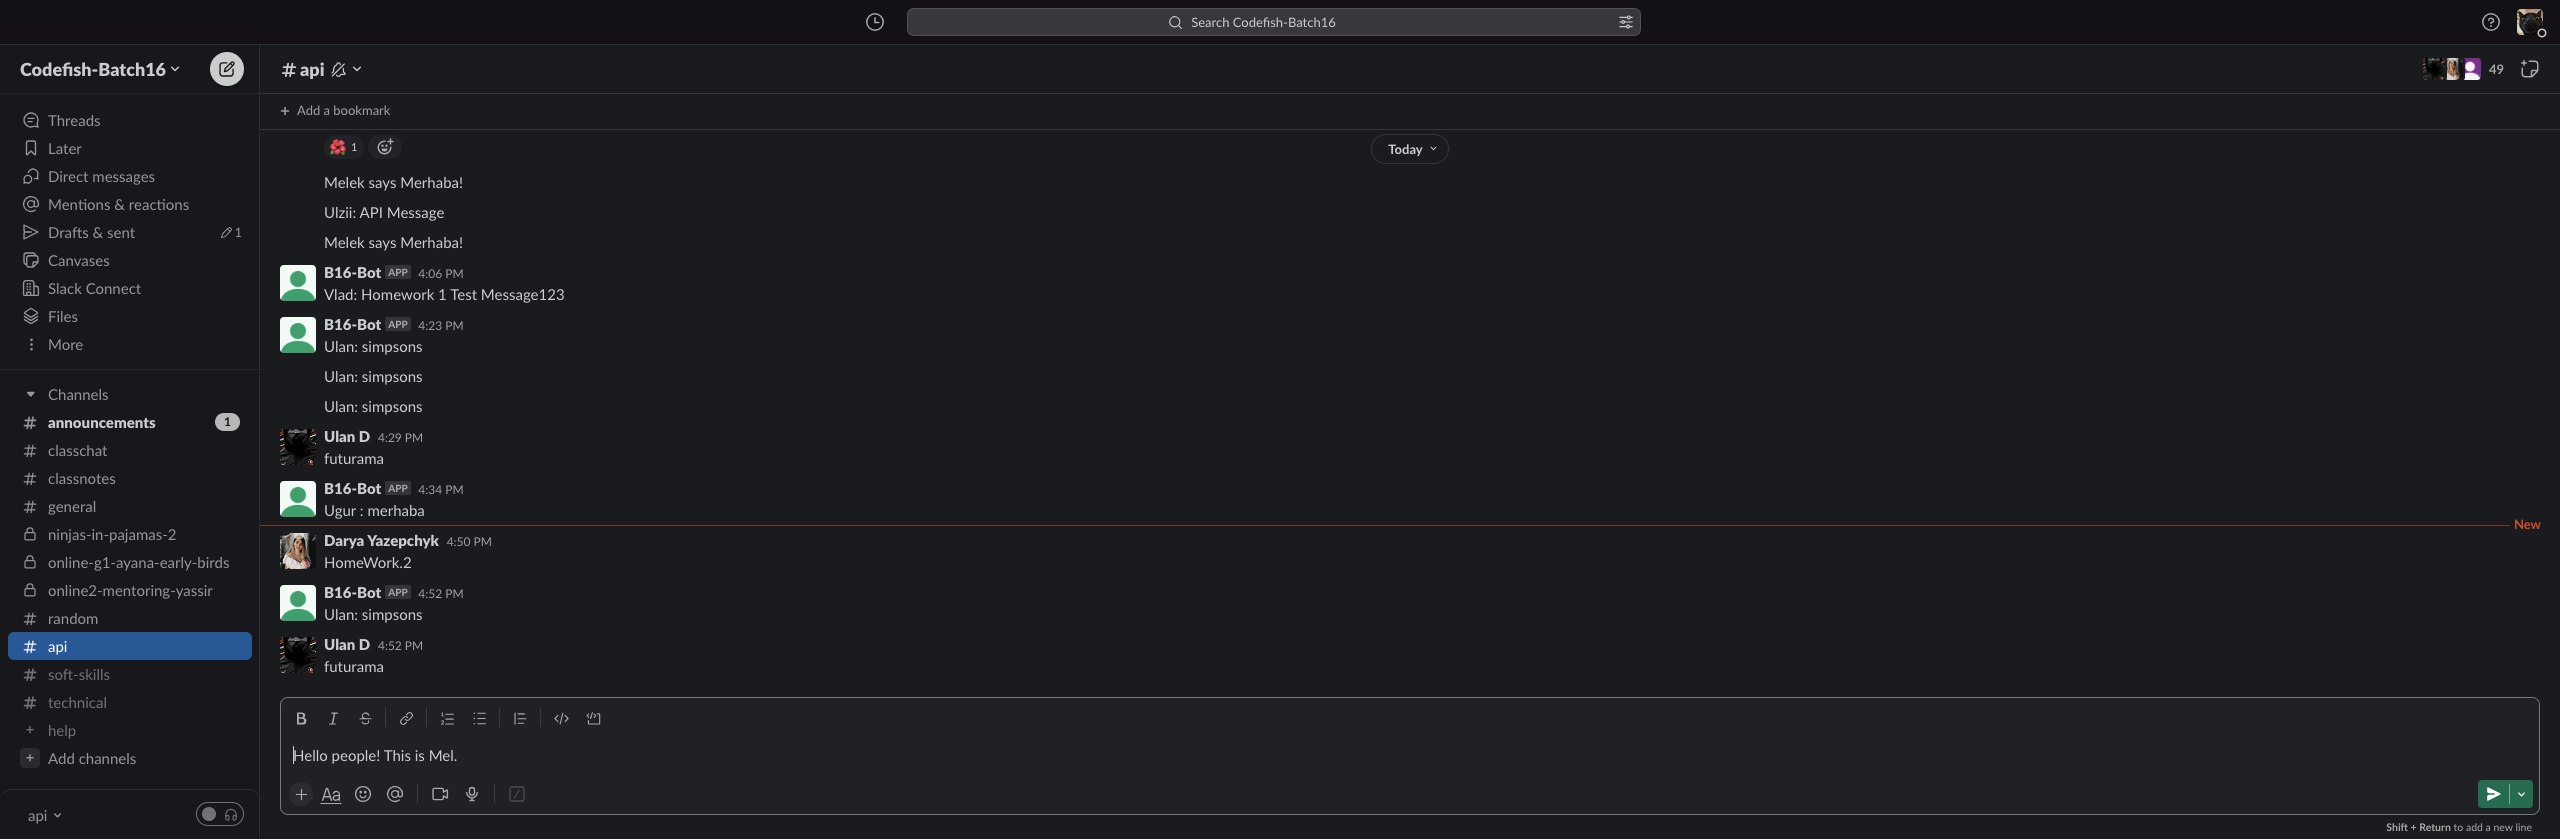 Search Codefish-Batch16
Codefish-Batch16
Threads
Later
Direct messages
Mentions & reactions
Drafts & sent 1
Canvases
Slack Connect
Files
More
Channels
# announcements 1
# classchat
# classnotes
# general
ninjas-in-pajamas-2
online-g1-ayana-early-birds
online2-mentoring-yassir
# random
# api
# soft-skills
# technical
+ help
+ Add channels
api
# api
49
+ Add a bookmark
1
Today
Melek says Merhaba!
Ulzii: API Message
Melek says Merhaba!
B16-Bot APP 4:06 PM
Vlad: Homework 1 Test Message123
B16-Bot APP 4:23 PM
Ulan: simpsons
Ulan: simpsons
Ulan: simpsons
Ulan D 4:29 PM
futurama
B16-Bot APP 4:34 PM
Ugur : merhaba
New
Darya Yazepchyk 4:50 PM
HomeWork.2
B16-Bot APP 4:52 PM
Ulan: simpsons
Ulan D 4:52 PM
futurama
B I S
Hello people! This is Mel.
+ Aa @
Shift + Return to add a new line